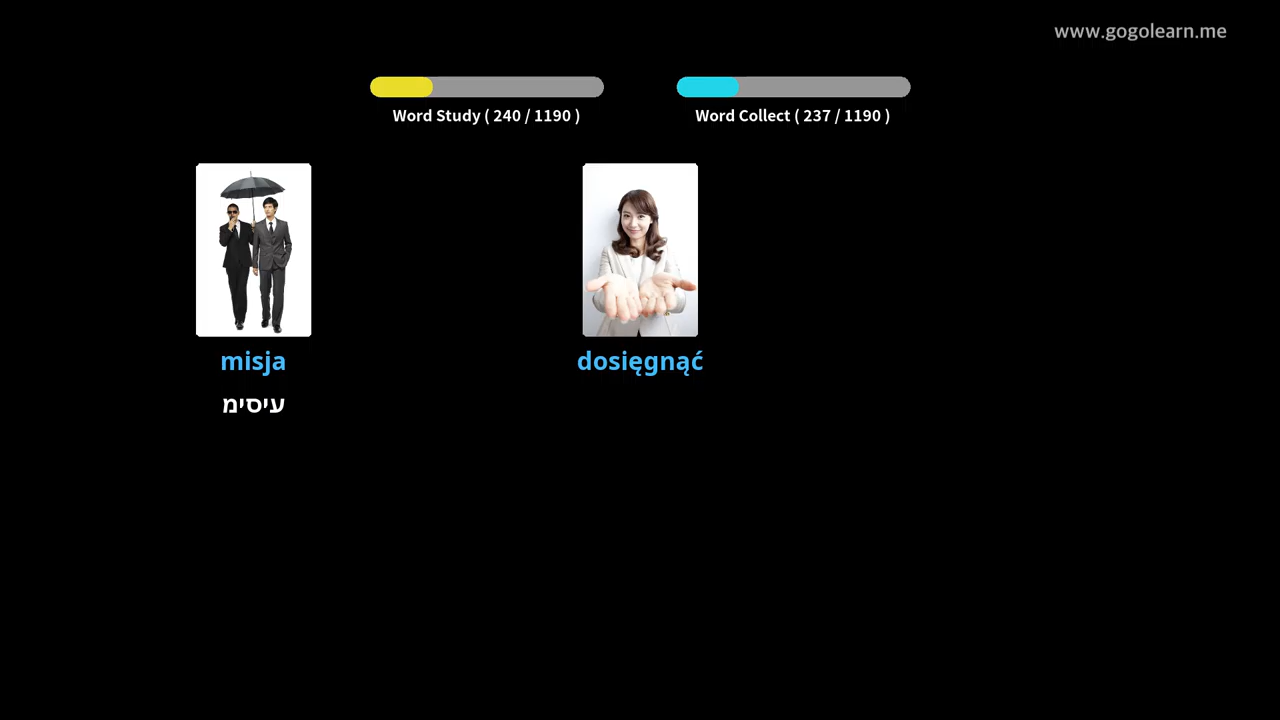 www.gogolearn.me
Word Study ( 240 / 1190 )
Word Collect ( 237 / 1190 )
misja
עיסימ
dosięgnąć